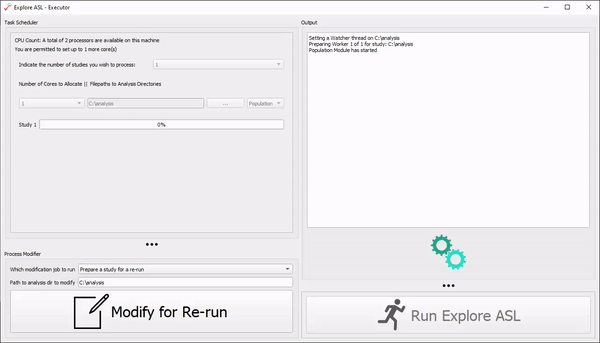 Explore ASL - Executor
Task Scheduler
CPU Count: A total of 2 processors are available on this machine
You are permitted to set up to 1 more core(s)
Indicate the number of studies you wish to process:
1
Number of Cores to Allocate || Filepaths to Analysis Directories
1
C:\analysis
...
Population
Study 1
0%
Process Modifier
Which modification job to run
Prepare a study for a re-run
Path to analysis dir to modify
C:\analysis
Modify for Re-run
Output
Setting a Watcher thread on C:\analysis
Preparing Worker 1 of 1 for study: C:\analysis
Population Module has started
Run Explore ASL